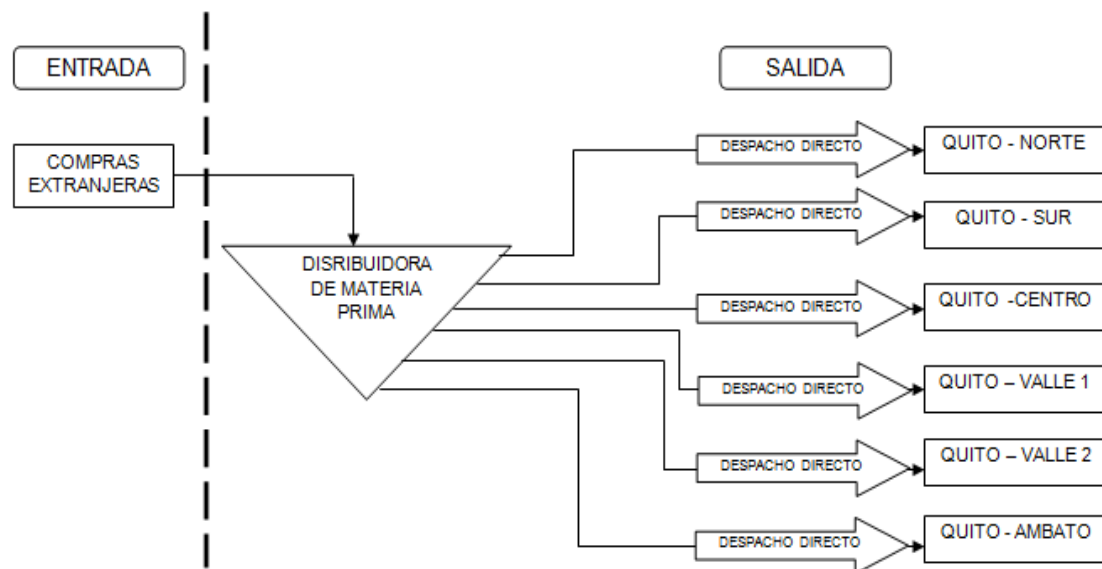 ENTRADA
SALIDA
COMPRAS
EXTRANJERAS
DISRIBUIDORA
DE MATERIA
PRIMA
DESPACHO DIRECTO
QUITO - NORTE
DESPACHO DIRECTO
QUITO - SUR
DESPACHO DIRECTO
QUITO -CENTRO
DESPACHO DIRECTO
QUITO – VALLE 1
DESPACHO DIRECTO
QUITO – VALLE 2
DESPACHO DIRECTO
QUITO - AMBATO